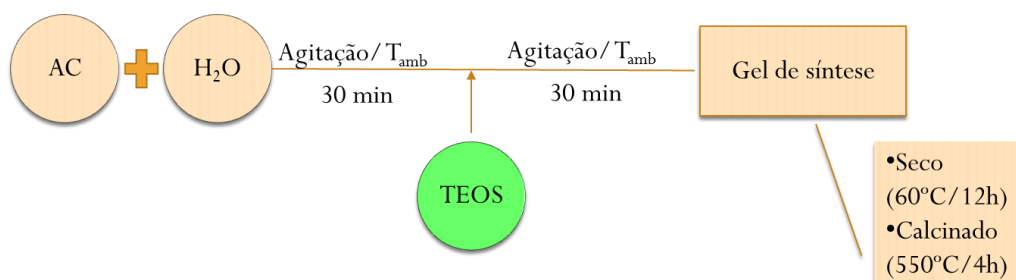 AC
H₂O
Agitação/ Tamb
30 min
TEOS
Agitação/ Tamb
30 min
Gel de síntese
•Seco
(60ºC/12h)
•Calcinado
(550ºC/4h)